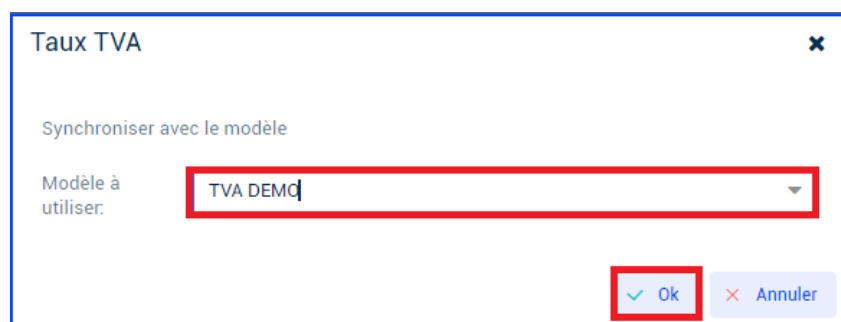 Taux TVA
Synchroniser avec le modèle
Modèle à
utiliser:
TVA DEMO
Ok
Annuler